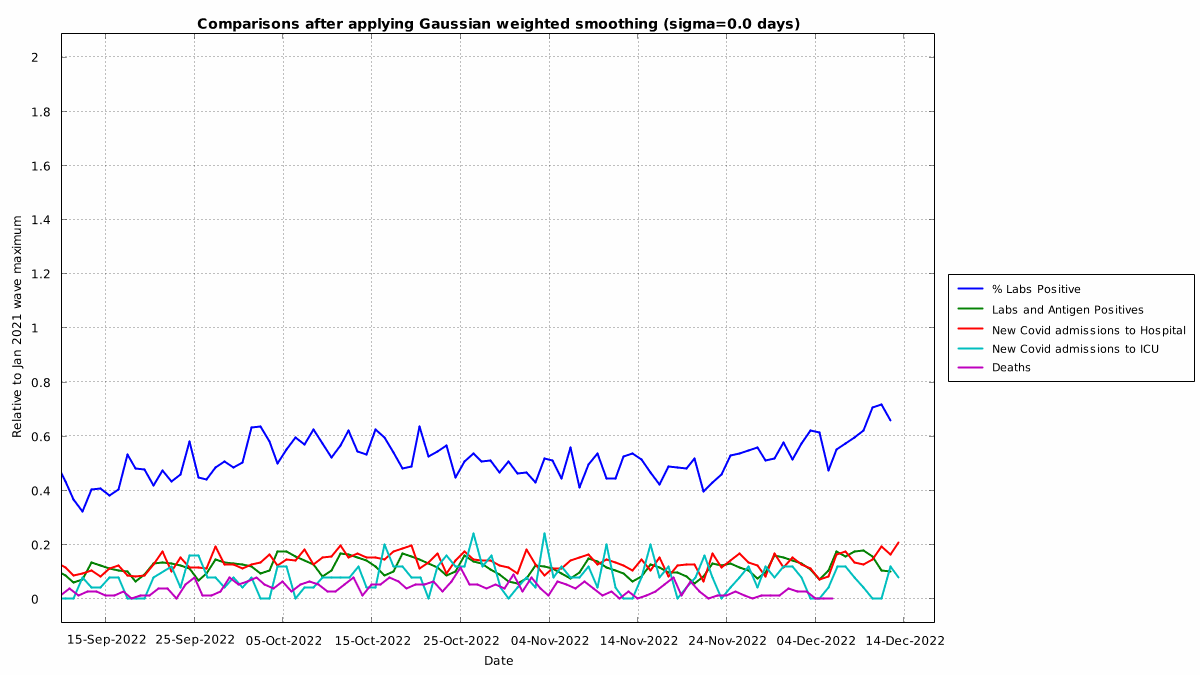 Comparisons after applying Gaussian weighted smoothing (sigma=0.0 days)
2
1.8
1.6
1.4
1.2
1
0.8
0.6
0.4
0.2
0
Relative to Jan 2021 wave maximum
15-Sep-2022 25-Sep-2022 05-Oct-2022 15-Oct-2022 25-Oct-2022 04-Nov-2022 14-Nov-2022 24-Nov-2022 04-Dec-2022 14-Dec-2022
Date
% Labs Positive
Labs and Antigen Positives
New Covid admissions to Hospital
New Covid admissions to ICU
Deaths